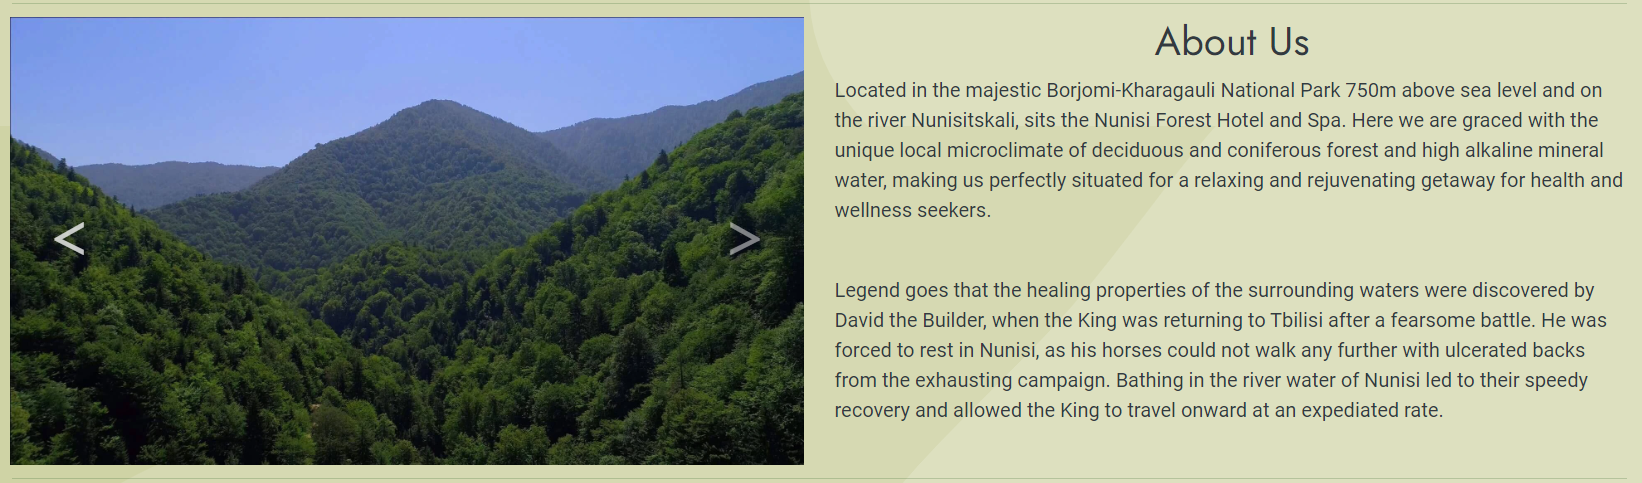 About Us
Located in the majestic Borjomi-Kharagauli National Park 750m above sea level and on
the river Nunisitskali, sits the Nunisi Forest Hotel and Spa. Here we are graced with the
unique local microclimate of deciduous and coniferous forest and high alkaline mineral
water, making us perfectly situated for a relaxing and rejuvenating getaway for health and
wellness seekers.
Legend goes that the healing properties of the surrounding waters were discovered by
David the Builder, when the King was returning to Tbilisi after a fearsome battle. He was
forced to rest in Nunisi, as his horses could not walk any further with ulcerated backs
from the exhausting campaign. Bathing in the river water of Nunisi led to their speedy
recovery and allowed the King to travel onward at an expediated rate.